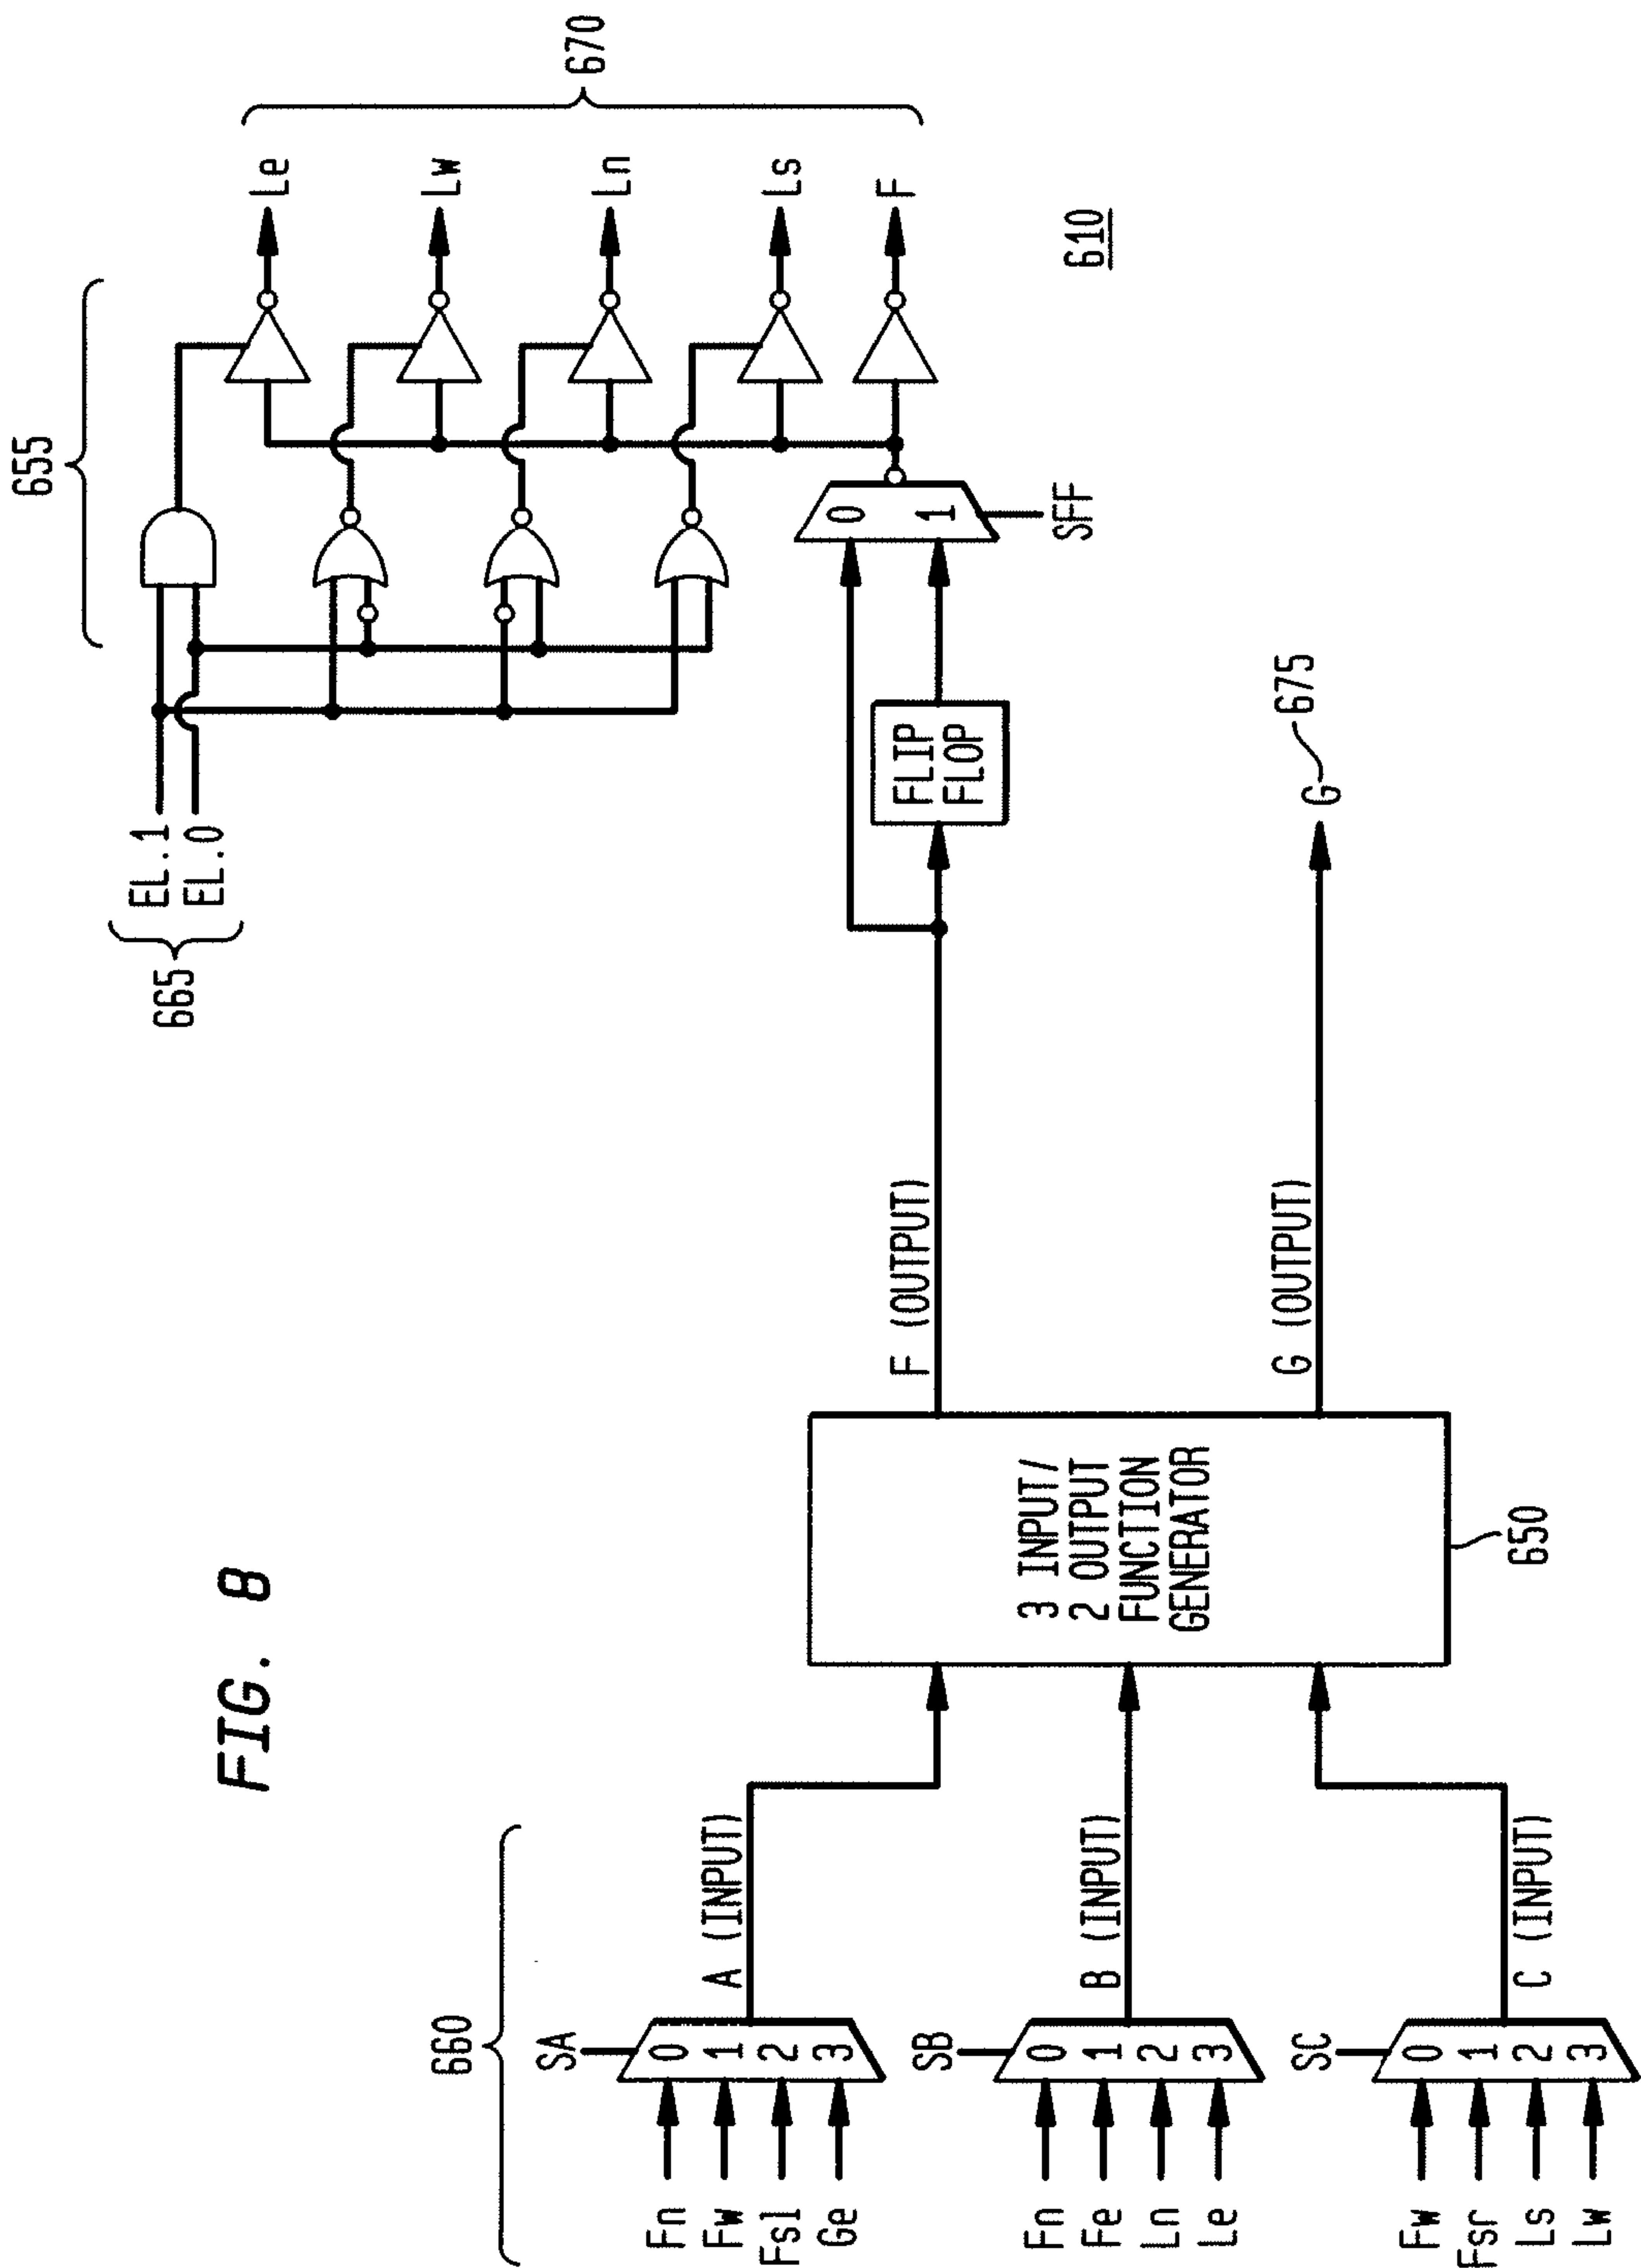 FIG. 8
660
SA
Fn 0
Fw 1
Fsl 2
Ge 3
A (INPUT)
SB
Fn 0
Fe 1
Ln 2
Le 3
B (INPUT)
SC
Fw 0
Fsr 1
Ls 2
Lw 3
C (INPUT)
3 INPUT/
2 OUTPUT
FUNCTION
GENERATOR
650
F (OUTPUT)
G (OUTPUT)
G
675
665
EL.1
EL.0
655
FLIP
FLOP
0
1
SFF
Le
Lw
Ln
Ls
F
670
610